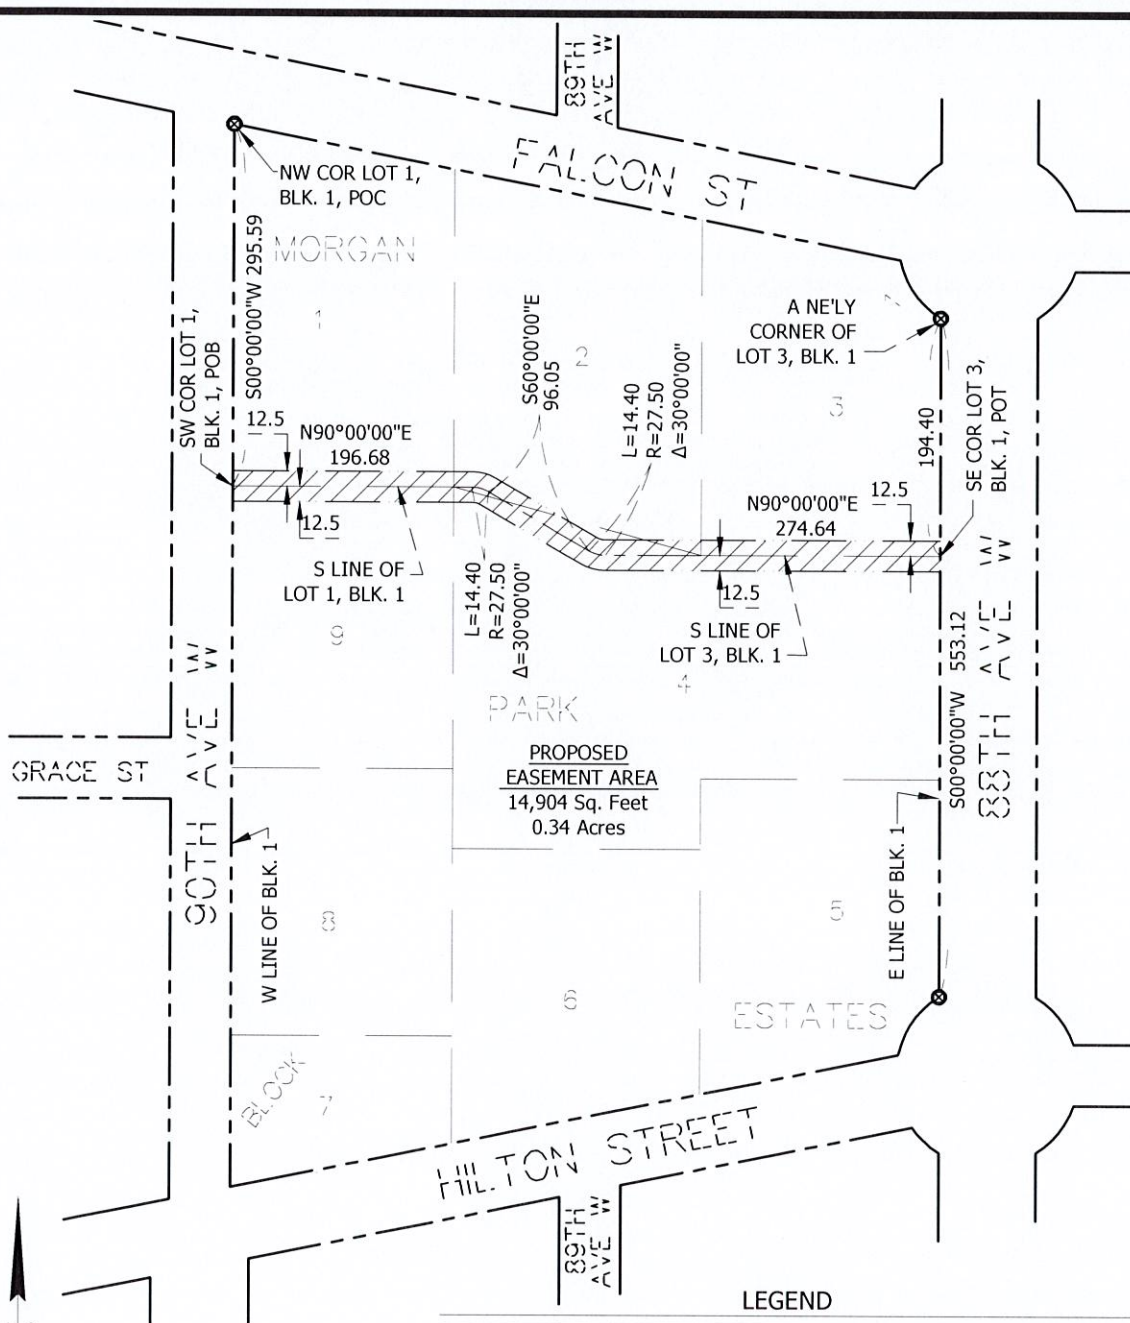 89TH
AVE W
FALCON ST
NW COR LOT 1,
BLK. 1, POC
MORGAN
S00°00'00"W 295.59
1
2
3
A NE'LY
CORNER OF
LOT 3, BLK. 1
SW COR LOT 1,
BLK. 1, POB
12.5
N90°00'00"E
196.68
12.5
S60°00'00"E
96.05
L=14.40
R=27.50
Δ=30°00'00"
194.40
SE COR LOT 3,
BLK. 1, POT
N90°00'00"E
274.64
12.5
12.5
S LINE OF
LOT 1, BLK. 1
L=14.40
R=27.50
Δ=30°00'00"
S LINE OF
LOT 3, BLK. 1
9
4
PARK
PROPOSED
EASEMENT AREA
14,904 Sq. Feet
0.34 Acres
GRACE ST
90TH AVE W
88TH AVE W
S00°00'00"W 553.12
W LINE OF BLK. 1
E LINE OF BLK. 1
8
5
6
ESTATES
BLOCK
7
HILTON STREET
89TH
AVE W
LEGEND